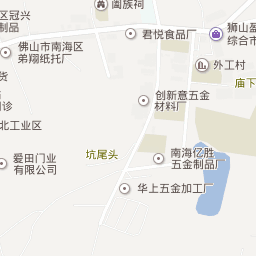 阖族祠
区冠兴
制品
君悦食品厂
狮山盈
综合市
佛山市南海区
弟翔纸托厂
外工村
货
庙下
创新意五金
材料厂
诊
北工业区
爱田门业
有限公司
坑尾头
南海亿胜
五金制品厂
华上五金加工厂